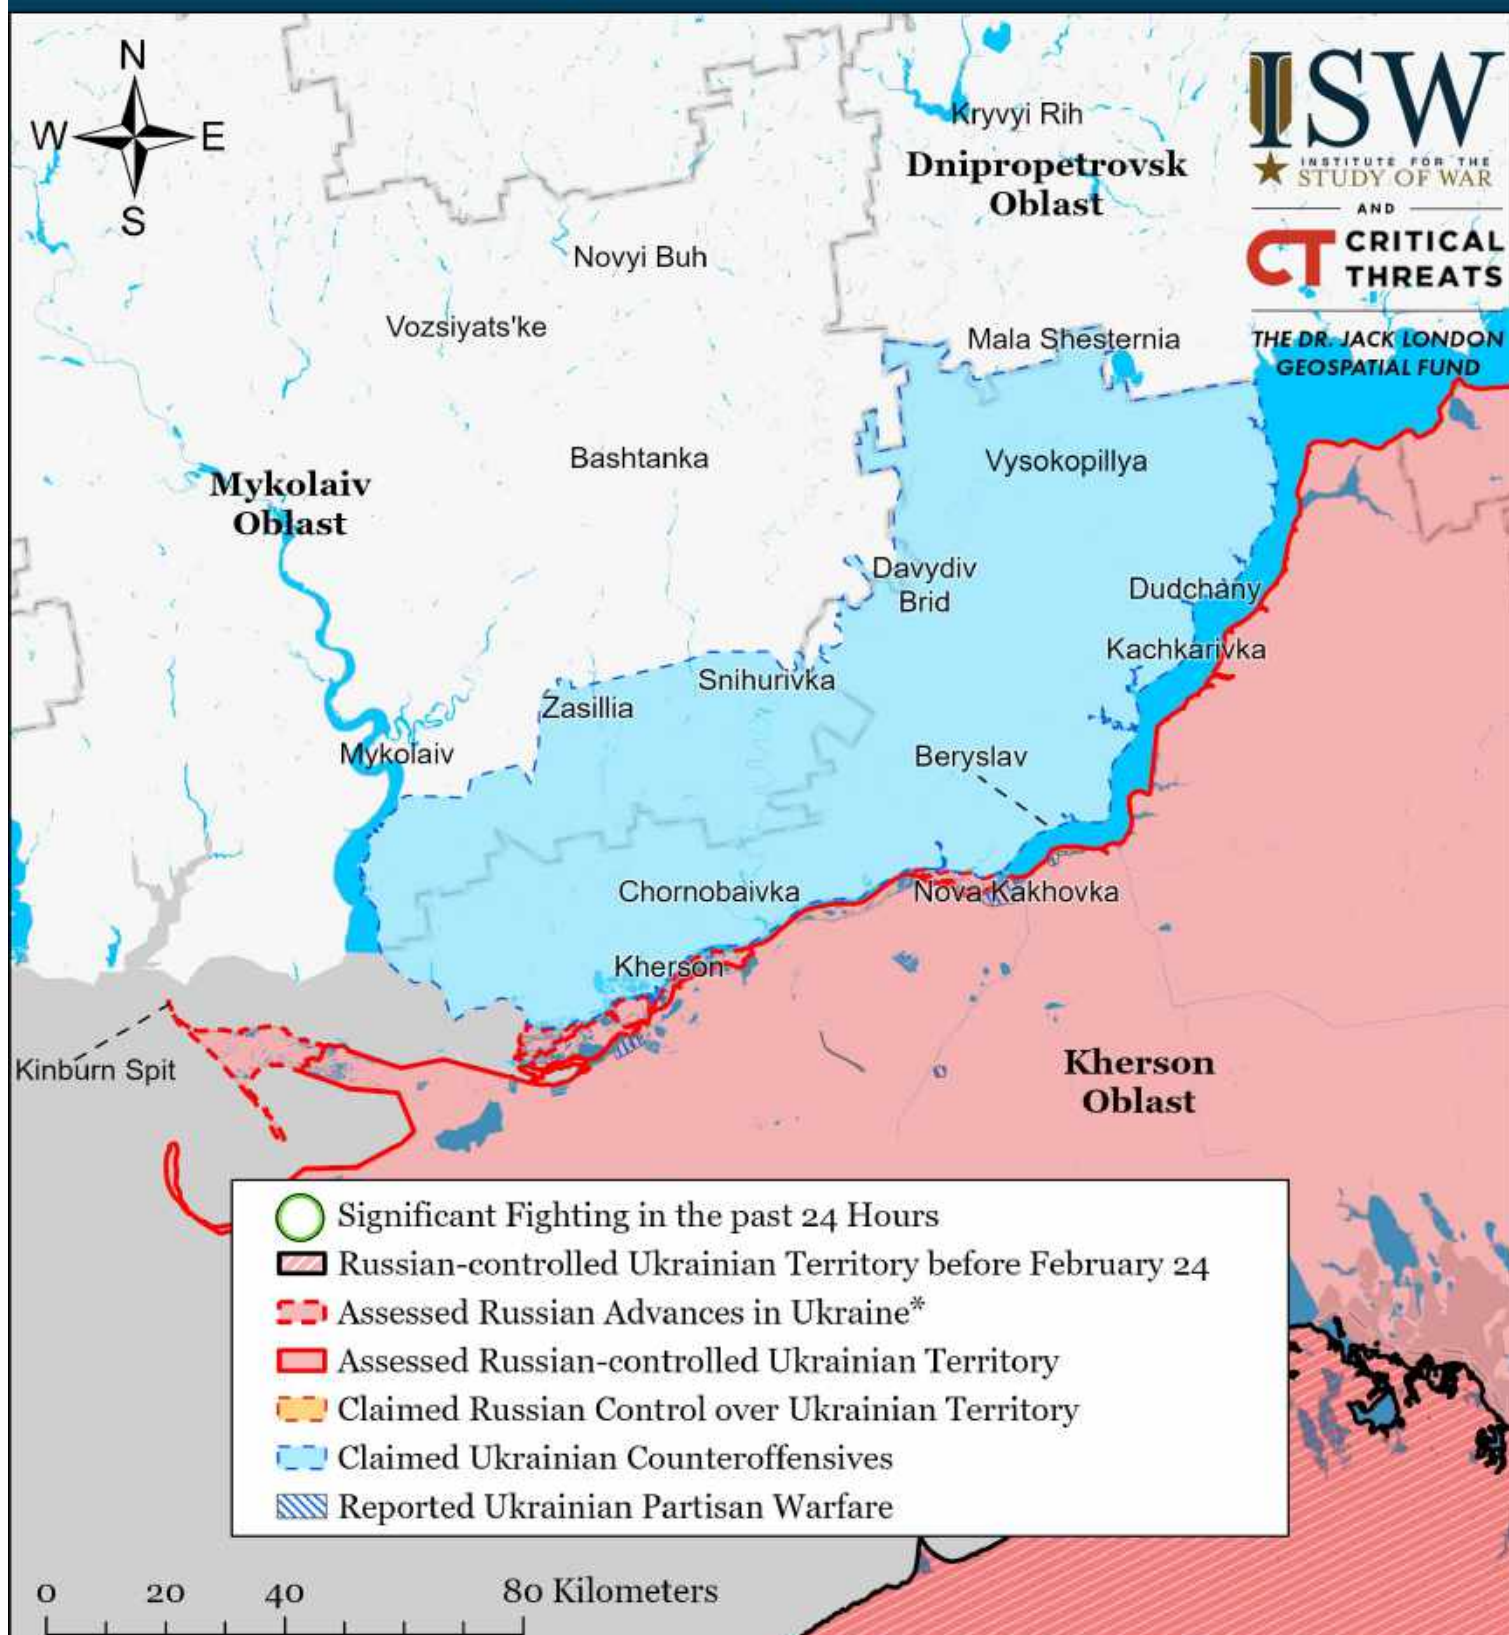 N
W E
S
Kryvyi Rih
Dnipropetrovsk
Oblast
ISW
INSTITUTE FOR THE
STUDY OF WAR
AND
CT CRITICAL
THREATS
THE DR. JACK LONDON
GEOSPATIAL FUND
Novyi Buh
Vozsiyats'ke
Mala Shesternia
Bashtanka
Vysokopillya
Mykolaiv
Oblast
Davydiv
Brid
Dudchany
Kachkarivka
Snihurivka
Zasillia
Mykolaiv
Beryslav
Chornobaivka
Nova Kakhovka
Kherson
Kinburn Spit
Kherson
Oblast
Significant Fighting in the past 24 Hours
Russian-controlled Ukrainian Territory before February 24
Assessed Russian Advances in Ukraine*
Assessed Russian-controlled Ukrainian Territory
Claimed Russian Control over Ukrainian Territory
Claimed Ukrainian Counteroffensives
Reported Ukrainian Partisan Warfare
0 20 40 80 Kilometers